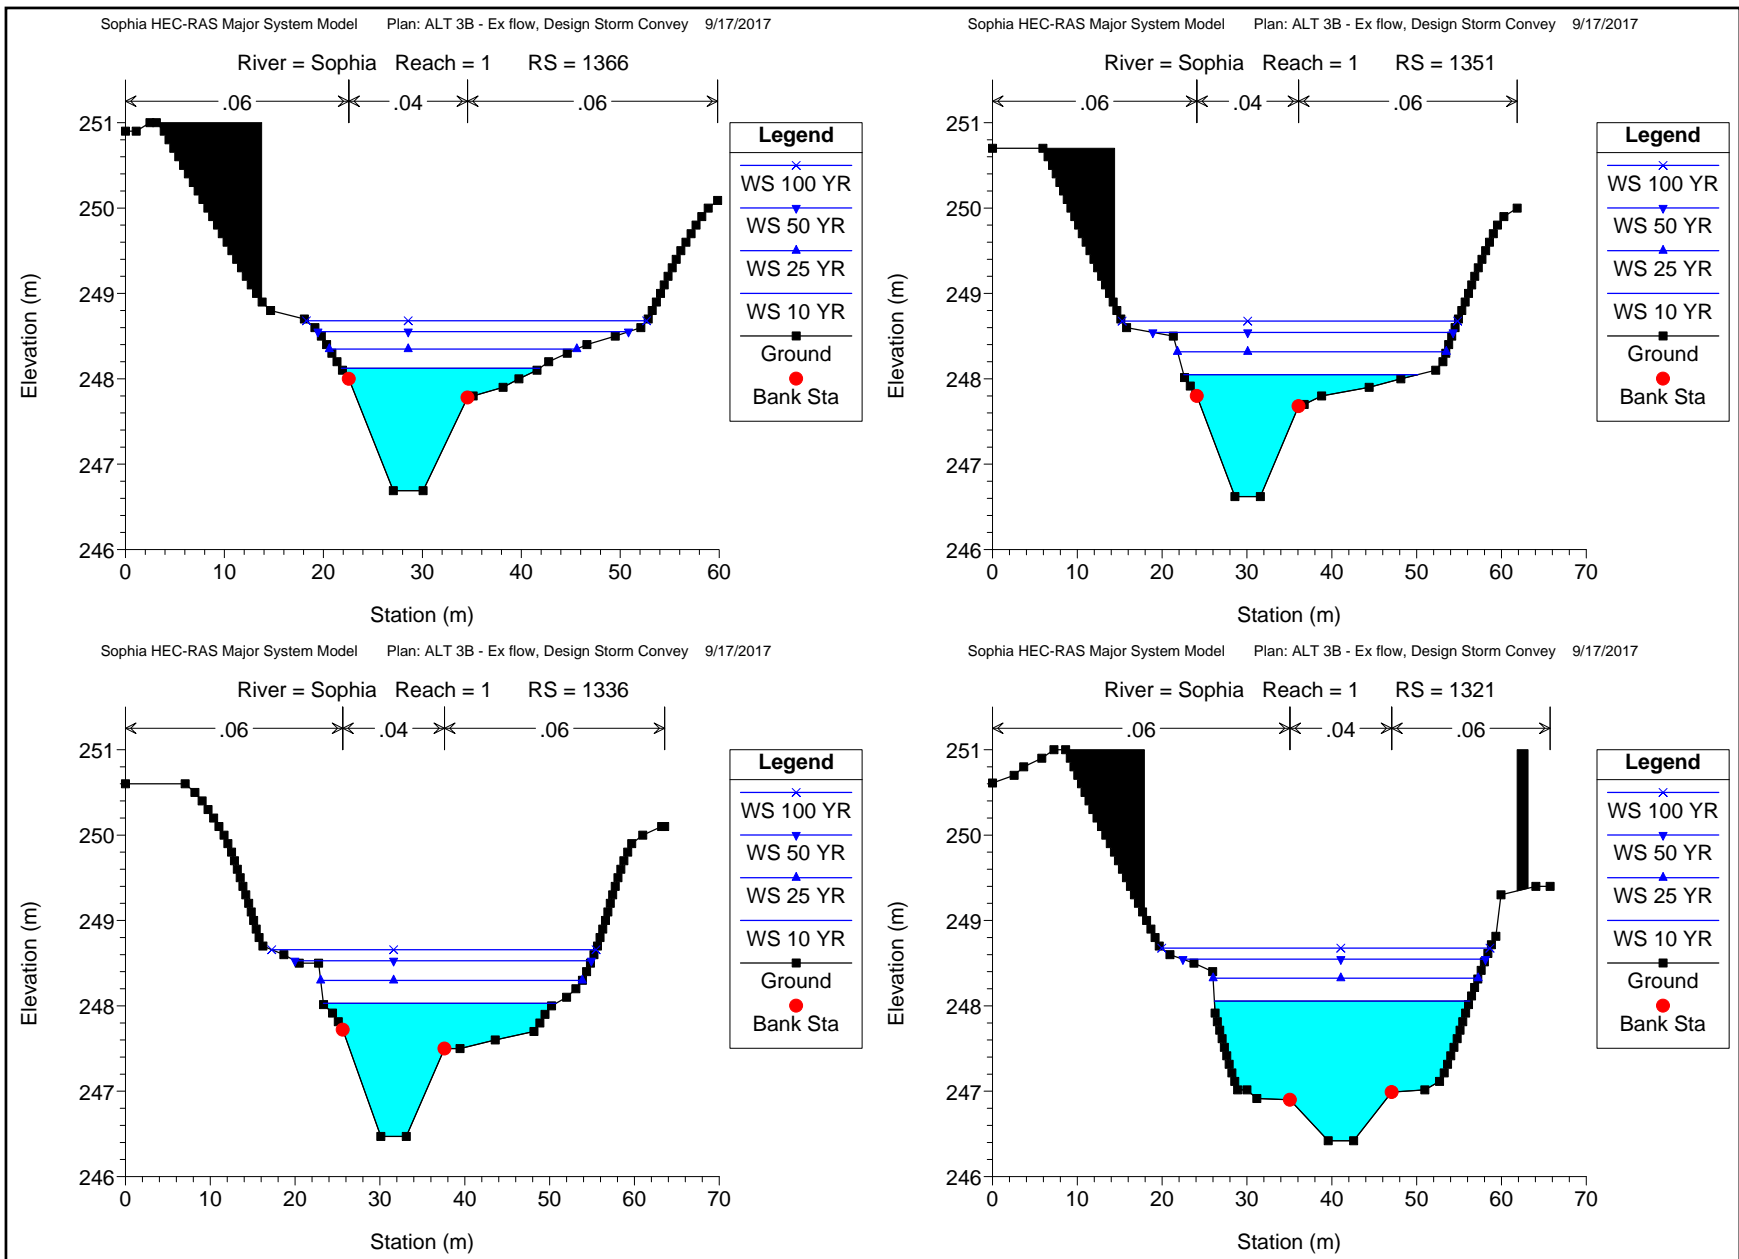 Sophia HEC-RAS Major System Model Plan: ALT 3B - Ex flow, Design Storm Convey 9/17/2017
River = Sophia Reach = 1 RS = 1366
.06 .04 .06
251
250
249
248
247
246
0 10 20 30 40 50 60
Elevation (m)
Station (m)
Legend
WS 100 YR
WS 50 YR
WS 25 YR
WS 10 YR
Ground
Bank Sta
Sophia HEC-RAS Major System Model Plan: ALT 3B - Ex flow, Design Storm Convey 9/17/2017
River = Sophia Reach = 1 RS = 1351
.06 .04 .06
251
250
249
248
247
246
0 10 20 30 40 50 60 70
Elevation (m)
Station (m)
Legend
WS 100 YR
WS 50 YR
WS 25 YR
WS 10 YR
Ground
Bank Sta
Sophia HEC-RAS Major System Model Plan: ALT 3B - Ex flow, Design Storm Convey 9/17/2017
River = Sophia Reach = 1 RS = 1336
.06 .04 .06
251
250
249
248
247
246
0 10 20 30 40 50 60 70
Elevation (m)
Station (m)
Legend
WS 100 YR
WS 50 YR
WS 25 YR
WS 10 YR
Ground
Bank Sta
Sophia HEC-RAS Major System Model Plan: ALT 3B - Ex flow, Design Storm Convey 9/17/2017
River = Sophia Reach = 1 RS = 1321
.06 .04 .06
251
250
249
248
247
246
0 10 20 30 40 50 60 70
Elevation (m)
Station (m)
Legend
WS 100 YR
WS 50 YR
WS 25 YR
WS 10 YR
Ground
Bank Sta